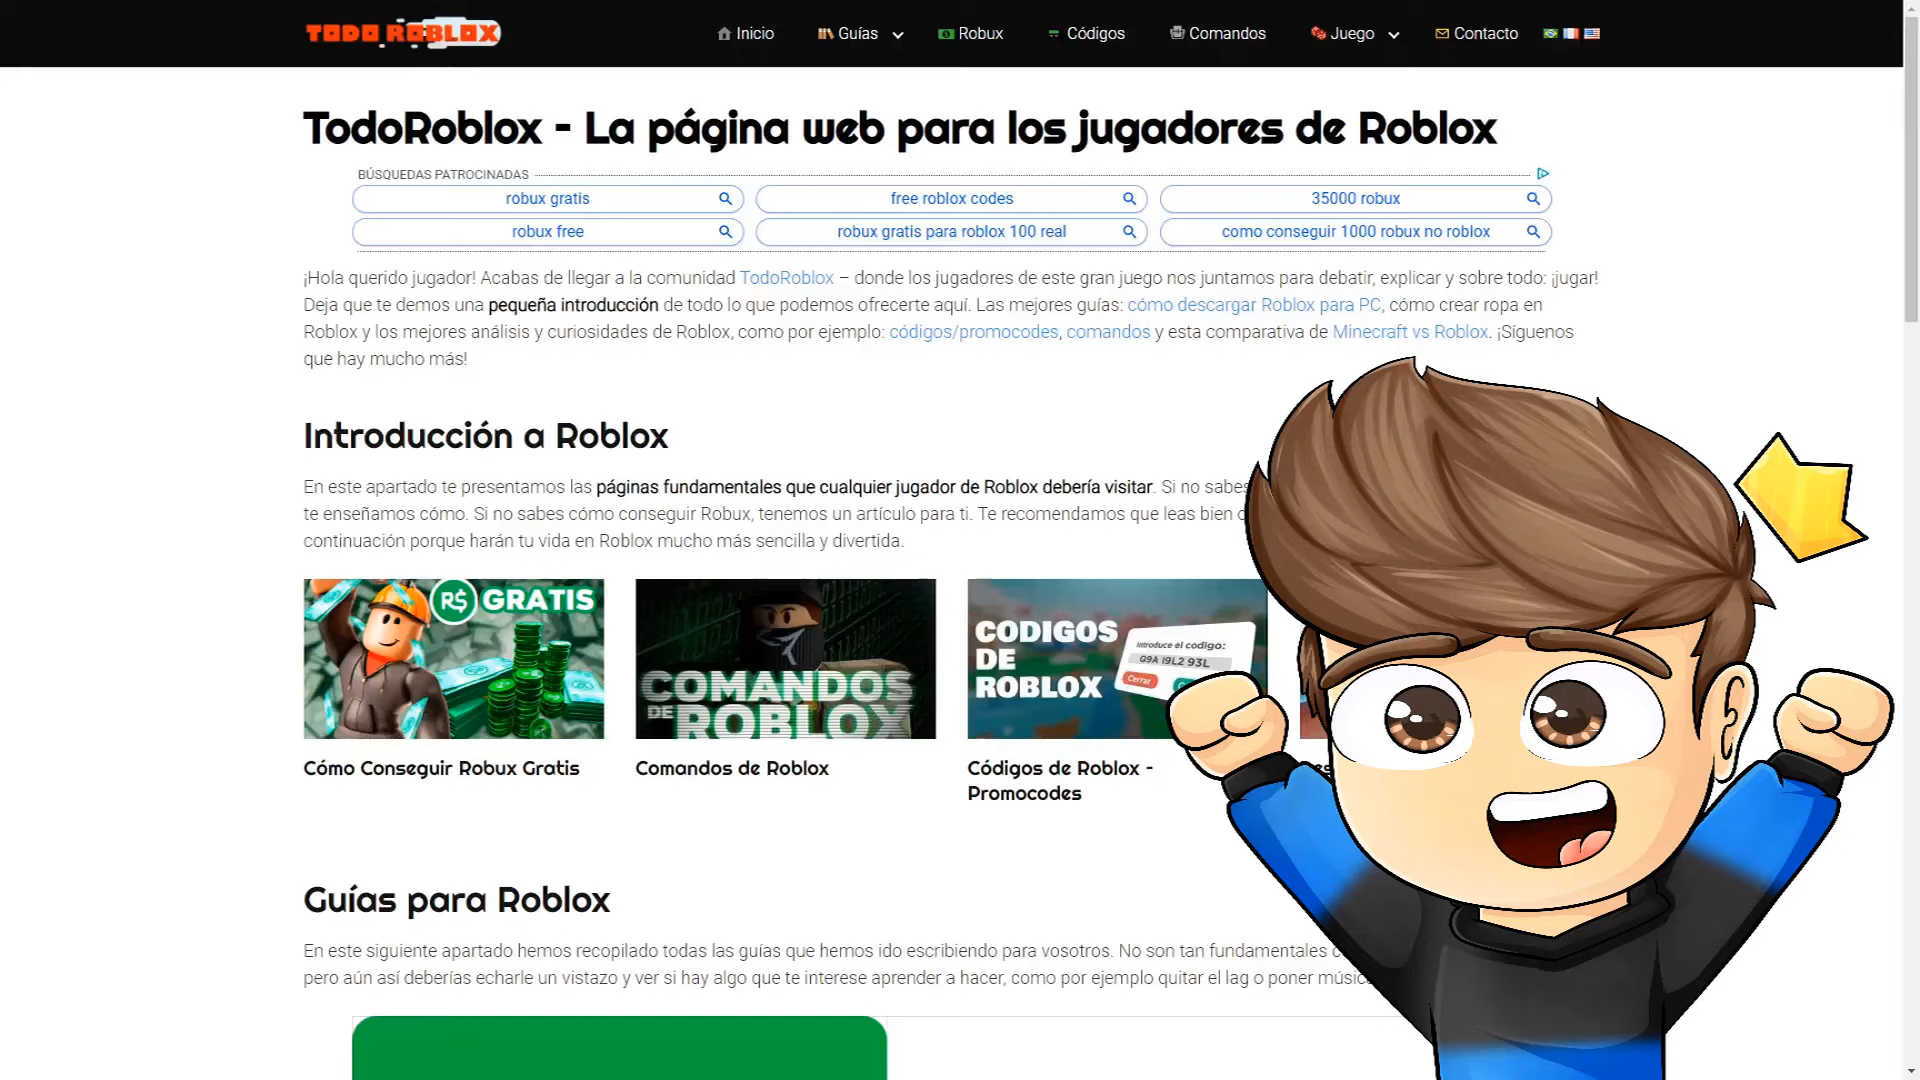 TODO ROBLOX
Inicio
Guías
Robux
Códigos
Comandos
Juego
Contacto
TodoRoblox - La página web para los jugadores de Roblox
BÚSQUEDAS PATROCINADAS
robux gratis
free roblox codes
35000 robux
robux free
robux gratis para roblox 100 real
como conseguir 1000 robux no roblox
¡Hola querido jugador! Acabas de llegar a la comunidad TodoRoblox – donde los jugadores de este gran juego nos juntamos para debatir, explicar y sobre todo: ¡jugar!
Deja que te demos una pequeña introducción de todo lo que podemos ofrecerte aquí. Las mejores guías: cómo descargar Roblox para PC, cómo crear ropa en
Roblox y los mejores análisis y curiosidades de Roblox, como por ejemplo: códigos/promocodes, comandos y esta comparativa de Minecraft vs Roblox. ¡Síguenos
que hay mucho más!
Introducción a Roblox
En este apartado te presentamos las páginas fundamentales que cualquier jugador de Roblox debería visitar. Si no sabes
te enseñamos cómo. Si no sabes cómo conseguir Robux, tenemos un artículo para ti. Te recomendamos que leas bien
continuación porque harán tu vida en Roblox mucho más sencilla y divertida.
R$ GRATIS
COMANDOS
DE ROBLOX
CODIGOS
DE
ROBLOX
Introduce el codigo:
G9A I9L2 93L
Cerrar
Cómo Conseguir Robux Gratis
Comandos de Roblox
Códigos de Roblox -
Promocodes
Guías para Roblox
En este siguiente apartado hemos recopilado todas las guías que hemos ido escribiendo para vosotros. No son tan fundamentales
pero aún así deberías echarle un vistazo y ver si hay algo que te interese aprender a hacer, como por ejemplo quitar el lag o poner música